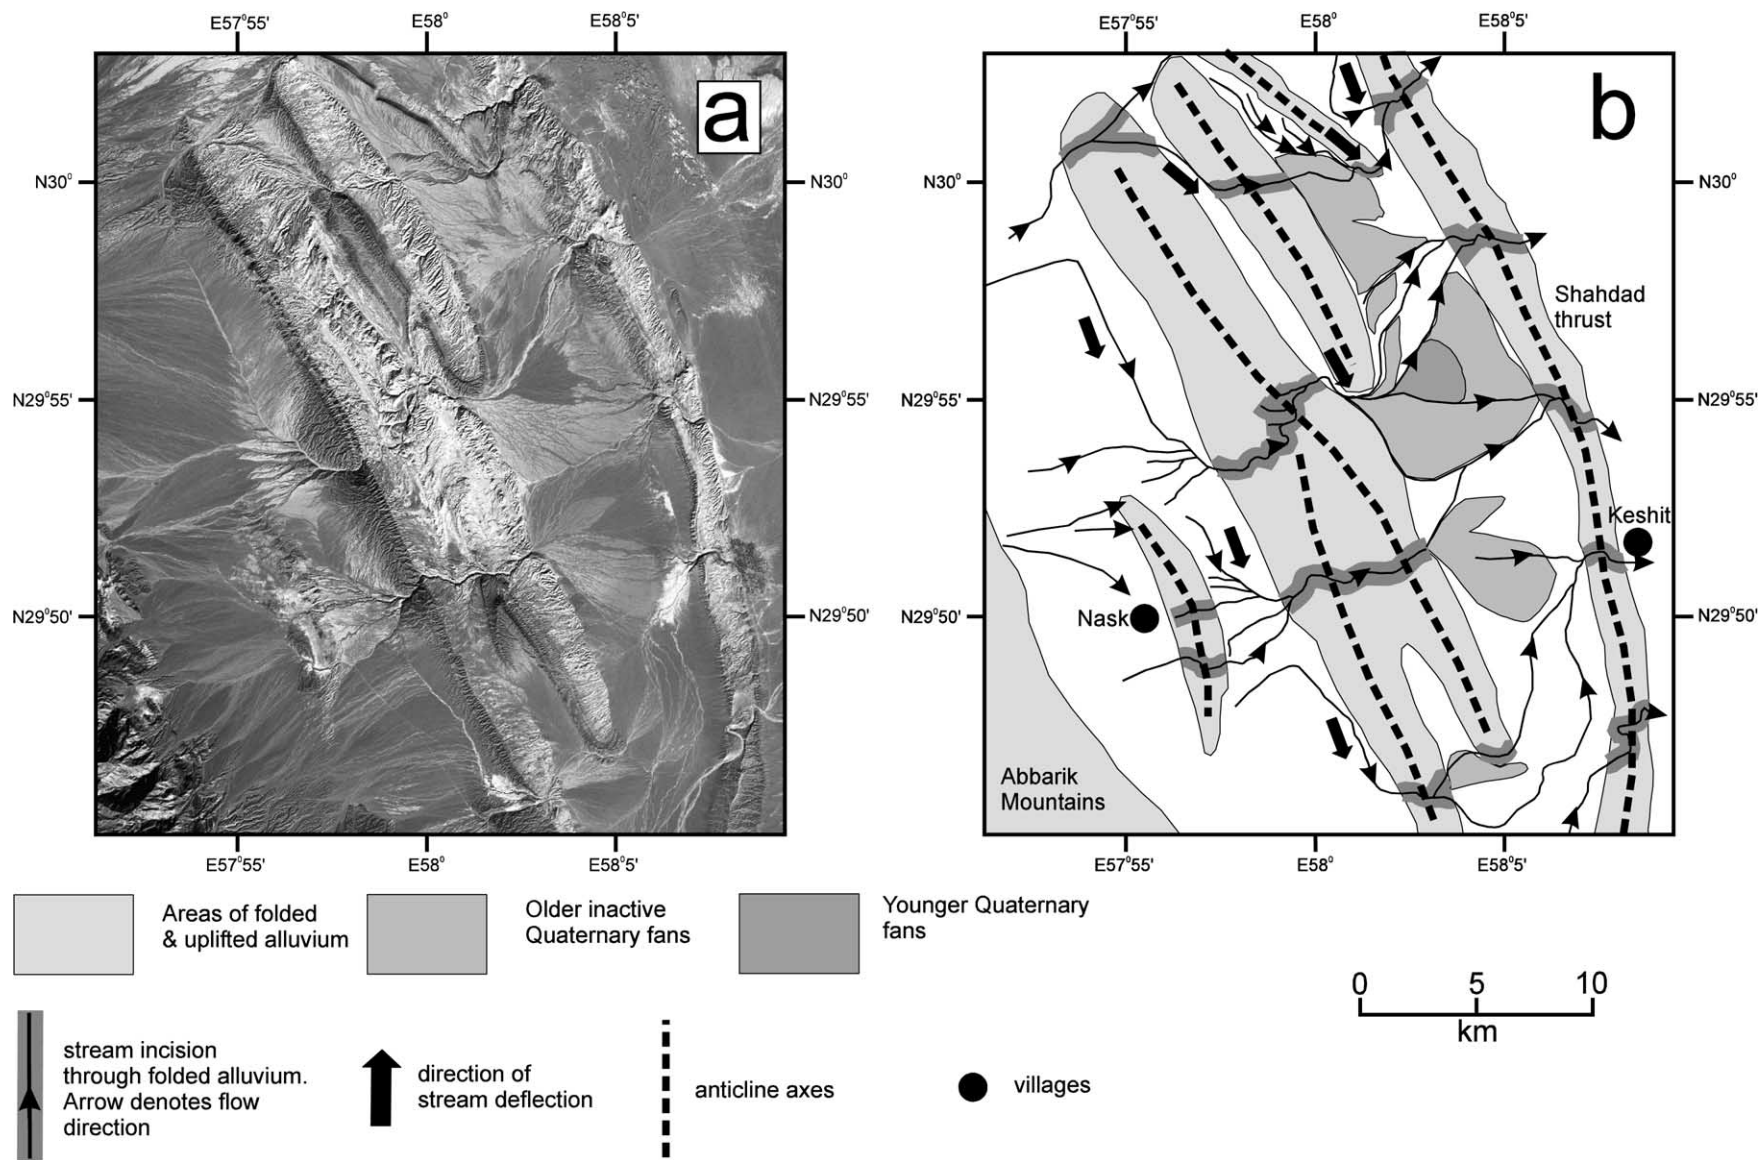 E57°55'
E58°
E58°5'
E57°55'
E58°
E58°5'
a
b
N30°
N30°
N30°
N30°
Shahdad
thrust
N29°55'
N29°55'
N29°55'
N29°55'
Keshit
N29°50'
N29°50'
Nask
N29°50'
N29°50'
Abbarik
Mountains
E57°55'
E58°
E58°5'
E57°55'
E58°
E58°5'
Areas of folded
& uplifted alluvium
Older inactive
Quaternary fans
Younger Quaternary
fans
0 5 10
km
stream incision
through folded alluvium.
Arrow denotes flow
direction
direction of
stream deflection
anticline axes
villages